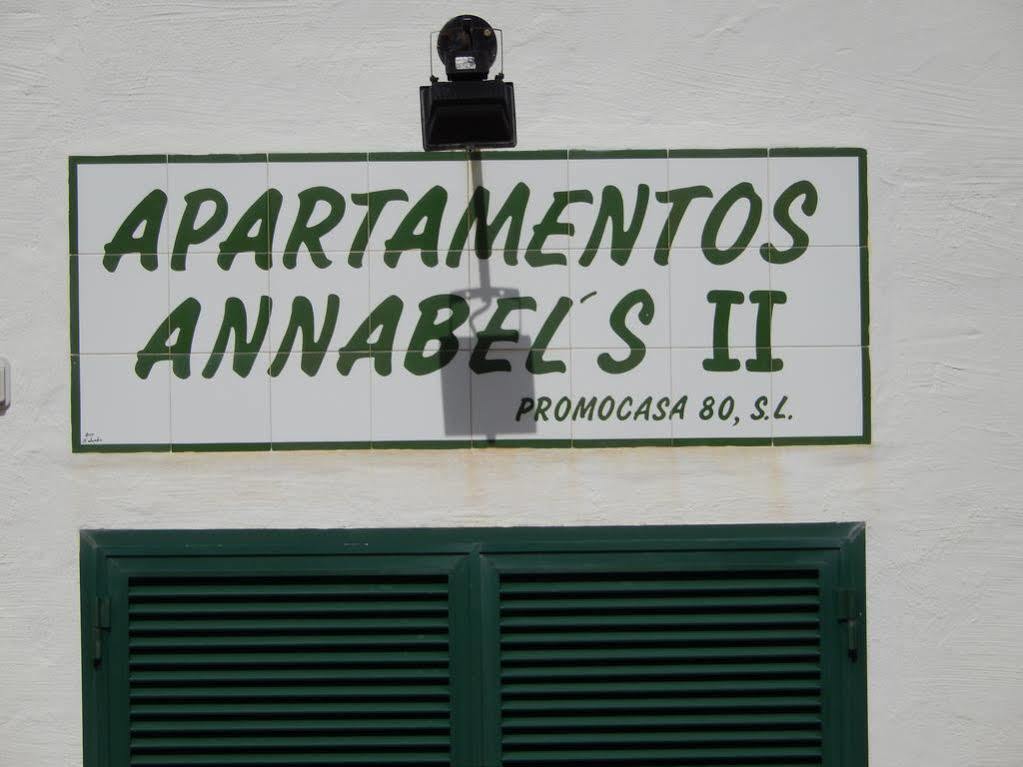 APARTAMENTOS
ANNABEL´S II
PROMOCASA 80, S.L.